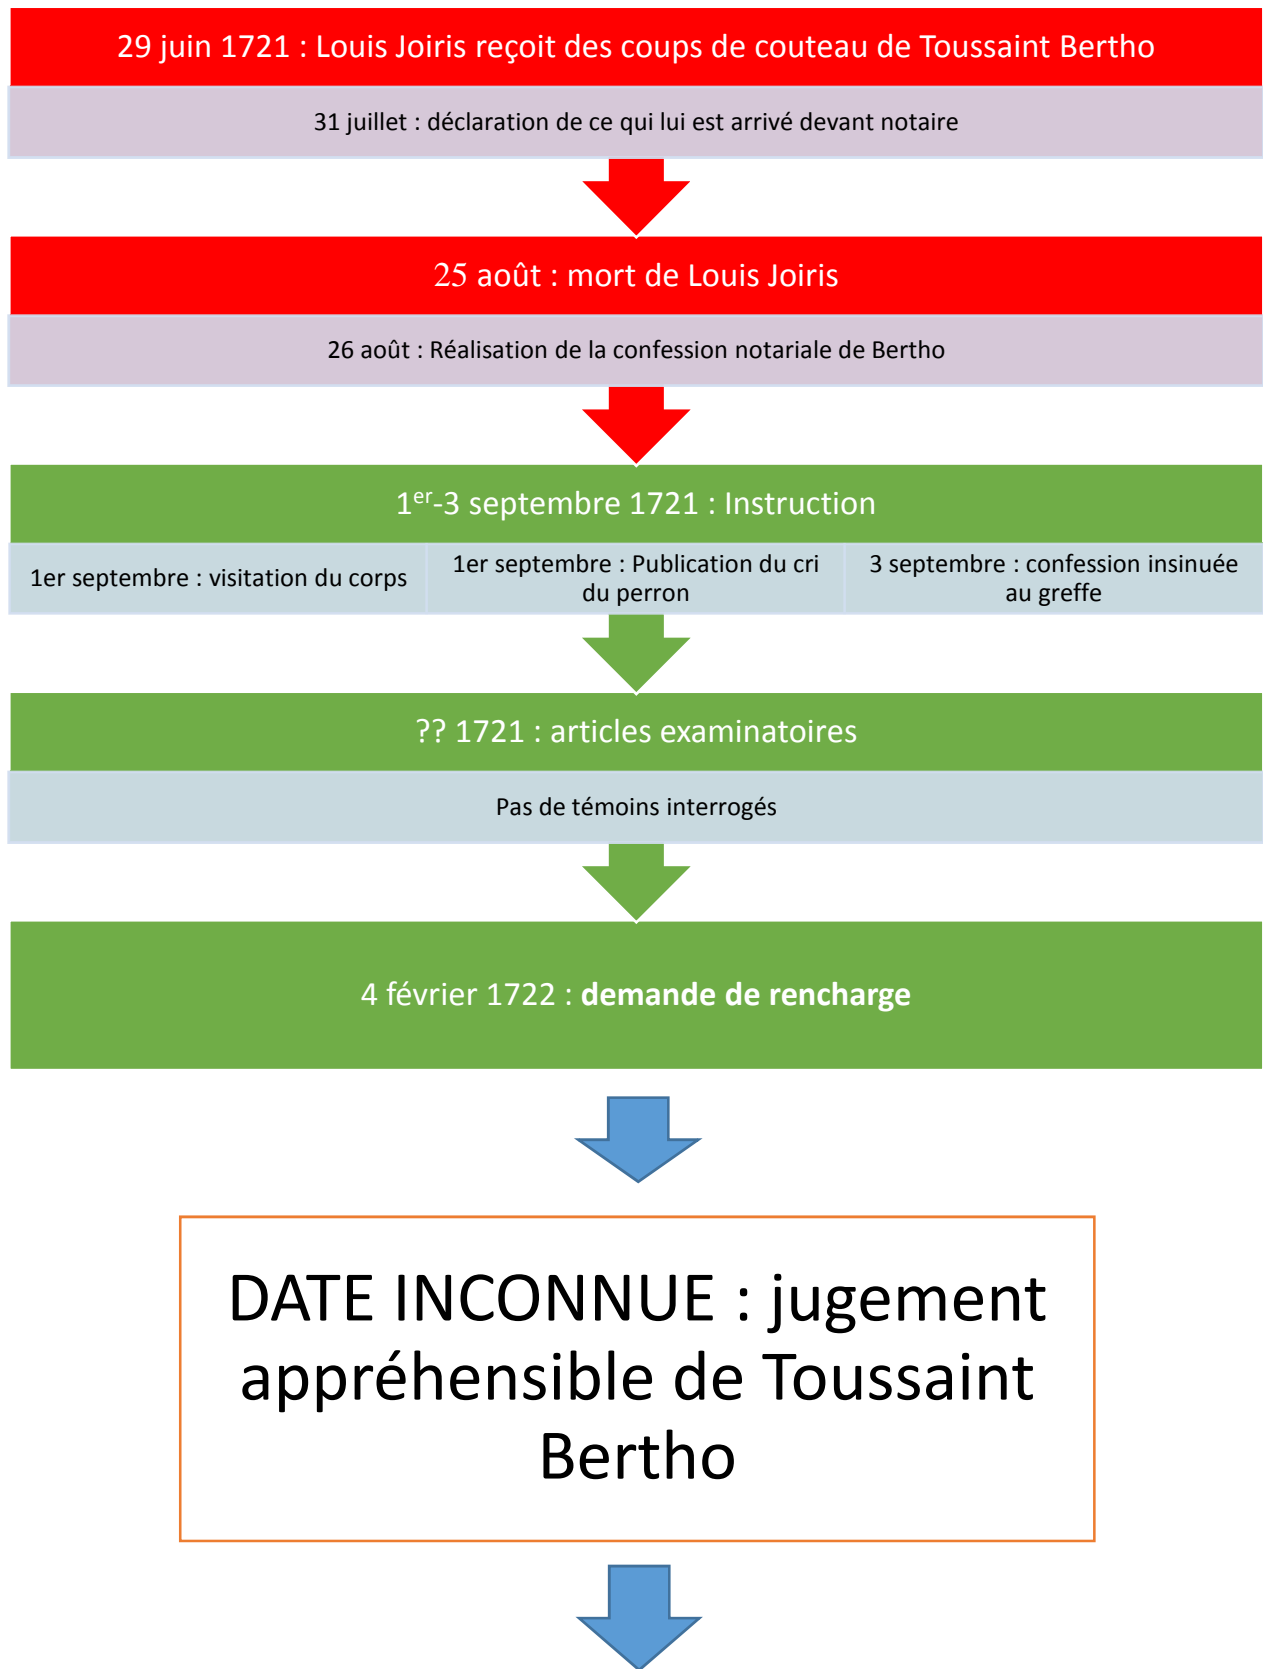 29 juin 1721 : Louis Joiris reçoit des coups de couteau de Toussaint Bertho
31 juillet : déclaration de ce qui lui est arrivé devant notaire
25 août : mort de Louis Joiris
26 août : Réalisation de la confession notariale de Bertho
1er-3 septembre 1721 : Instruction
1er septembre : visitation du corps
1er septembre : Publication du cri
du perron
3 septembre : confession insinuée
au greffe
?? 1721 : articles examinatoires
Pas de témoins interrogés
4 février 1722 : demande de rencharge
DATE INCONNUE : jugement
appréhensible de Toussaint
Bertho